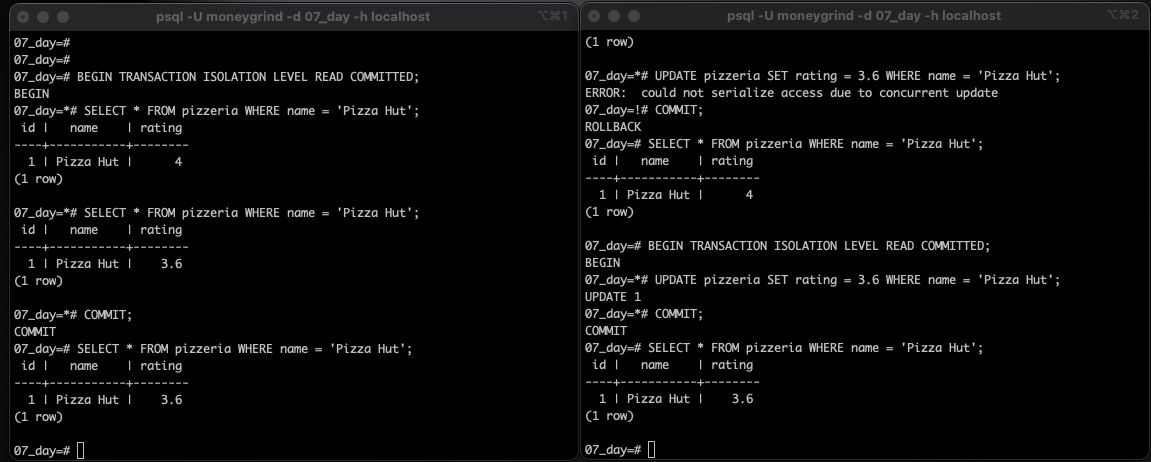 psql -U moneygrind -d 07_day -h localhost
⌥⌘1
07_day=#
07_day=#
07_day=# BEGIN TRANSACTION ISOLATION LEVEL READ COMMITTED;
BEGIN
07_day=*# SELECT * FROM pizzeria WHERE name = 'Pizza Hut';
 id |   name    | rating
----+-----------+--------
  1 | Pizza Hut |      4
(1 row)
07_day=*# SELECT * FROM pizzeria WHERE name = 'Pizza Hut';
 id |   name    | rating
----+-----------+--------
  1 | Pizza Hut |    3.6
(1 row)
07_day=*# COMMIT;
COMMIT
07_day=# SELECT * FROM pizzeria WHERE name = 'Pizza Hut';
 id |   name    | rating
----+-----------+--------
  1 | Pizza Hut |    3.6
(1 row)
07_day=#
psql -U moneygrind -d 07_day -h localhost
⌥⌘2
(1 row)
07_day=*# UPDATE pizzeria SET rating = 3.6 WHERE name = 'Pizza Hut';
ERROR:  could not serialize access due to concurrent update
07_day=!# COMMIT;
ROLLBACK
07_day=# SELECT * FROM pizzeria WHERE name = 'Pizza Hut';
 id |   name    | rating
----+-----------+--------
  1 | Pizza Hut |      4
(1 row)
07_day=# BEGIN TRANSACTION ISOLATION LEVEL READ COMMITTED;
BEGIN
07_day=*# UPDATE pizzeria SET rating = 3.6 WHERE name = 'Pizza Hut';
UPDATE 1
07_day=*# COMMIT;
COMMIT
07_day=# SELECT * FROM pizzeria WHERE name = 'Pizza Hut';
 id |   name    | rating
----+-----------+--------
  1 | Pizza Hut |    3.6
(1 row)
07_day=#